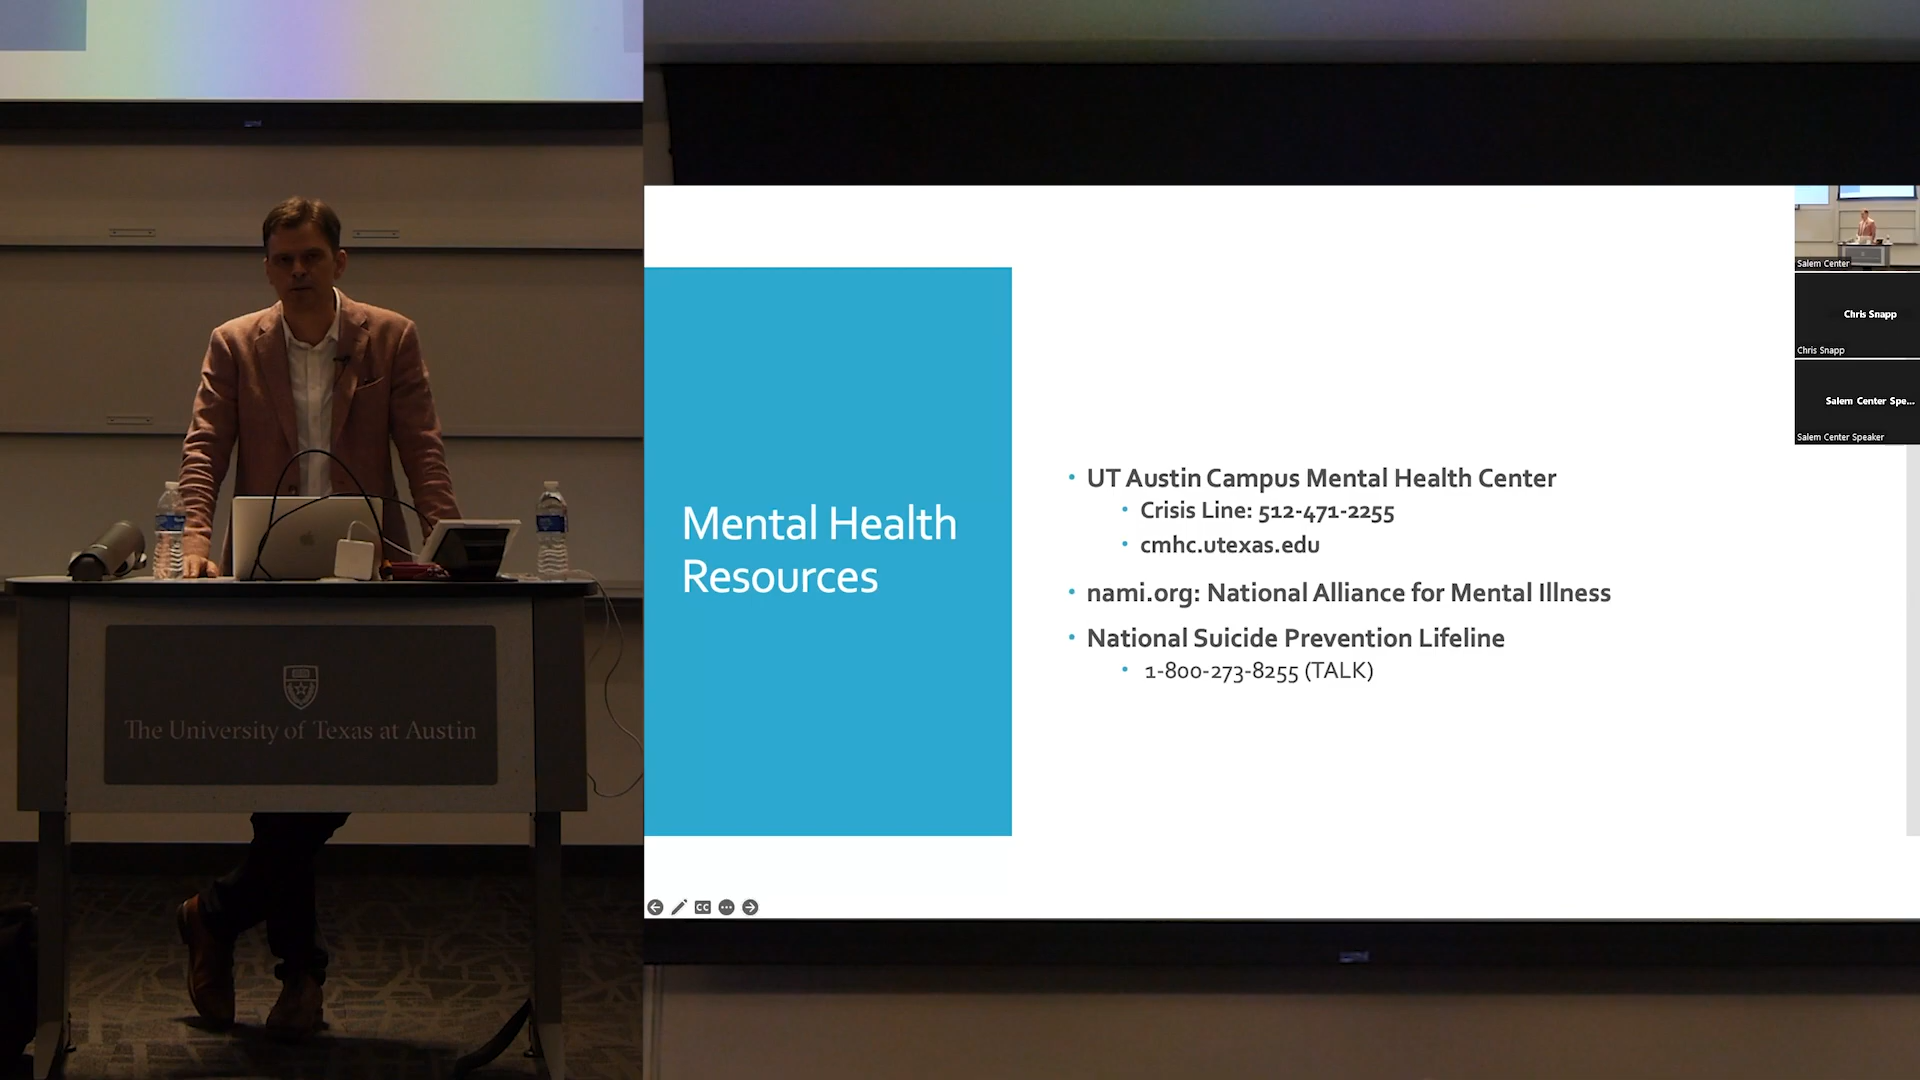 The University of Texas at Austin
Mental Health
Resources
UT Austin Campus Mental Health Center
Crisis Line: 512-471-2255
cmhc.utexas.edu
nami.org: National Alliance for Mental Illness
National Suicide Prevention Lifeline
1-800-273-8255 (TALK)
Salem Center
Chris Snapp
Chris Snapp
Salem Center Spe...
Salem Center Speaker
CC